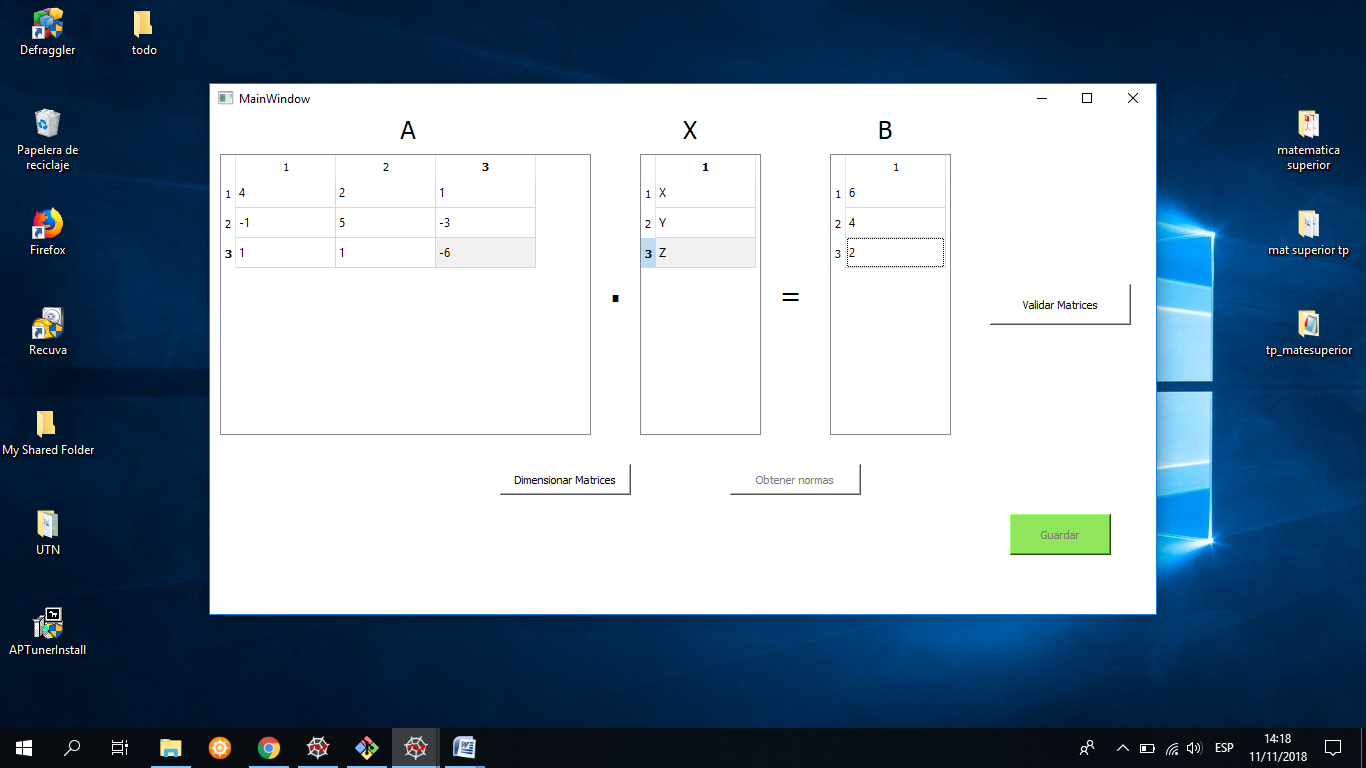 Defraggler
todo
Papelera de
reciclaje
Firefox
Recuva
My Shared Folder
UTN
APTunerInstall
MainWindow
A
X
B
1 2 3
1 4 2 1
2 -1 5 -3
3 1 1 -6
.
1
1 X
2 Y
3 Z
=
1
1 6
2 4
3 2
Validar Matrices
Dimensionar Matrices
Obtener normas
Guardar
matematica
superior
mat superior tp
tp_matesuperior
ESP
14:18
11/11/2018